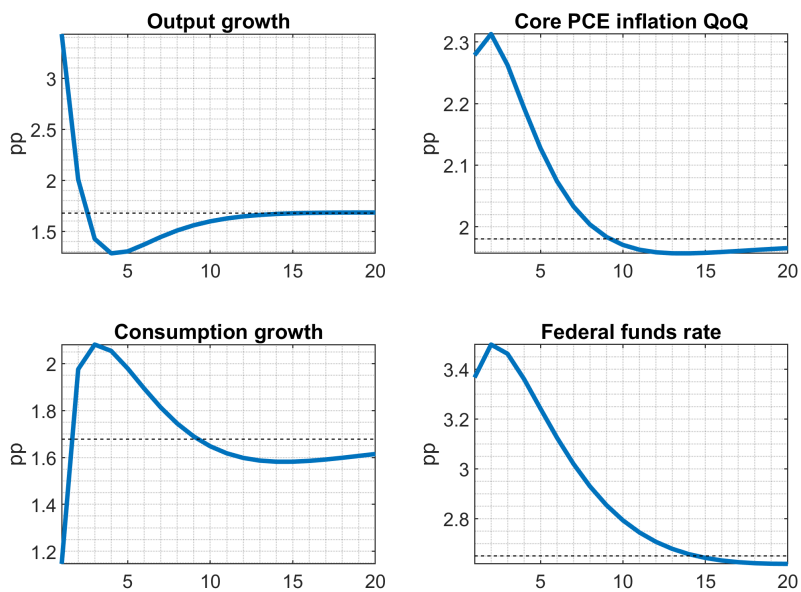 Output growth
pp
3
2.5
2
1.5
5 10 15 20
Core PCE inflation QoQ
pp
2.3
2.2
2.1
2
5 10 15 20
Consumption growth
pp
2
1.8
1.6
1.4
1.2
5 10 15 20
Federal funds rate
pp
3.4
3.2
3
2.8
5 10 15 20